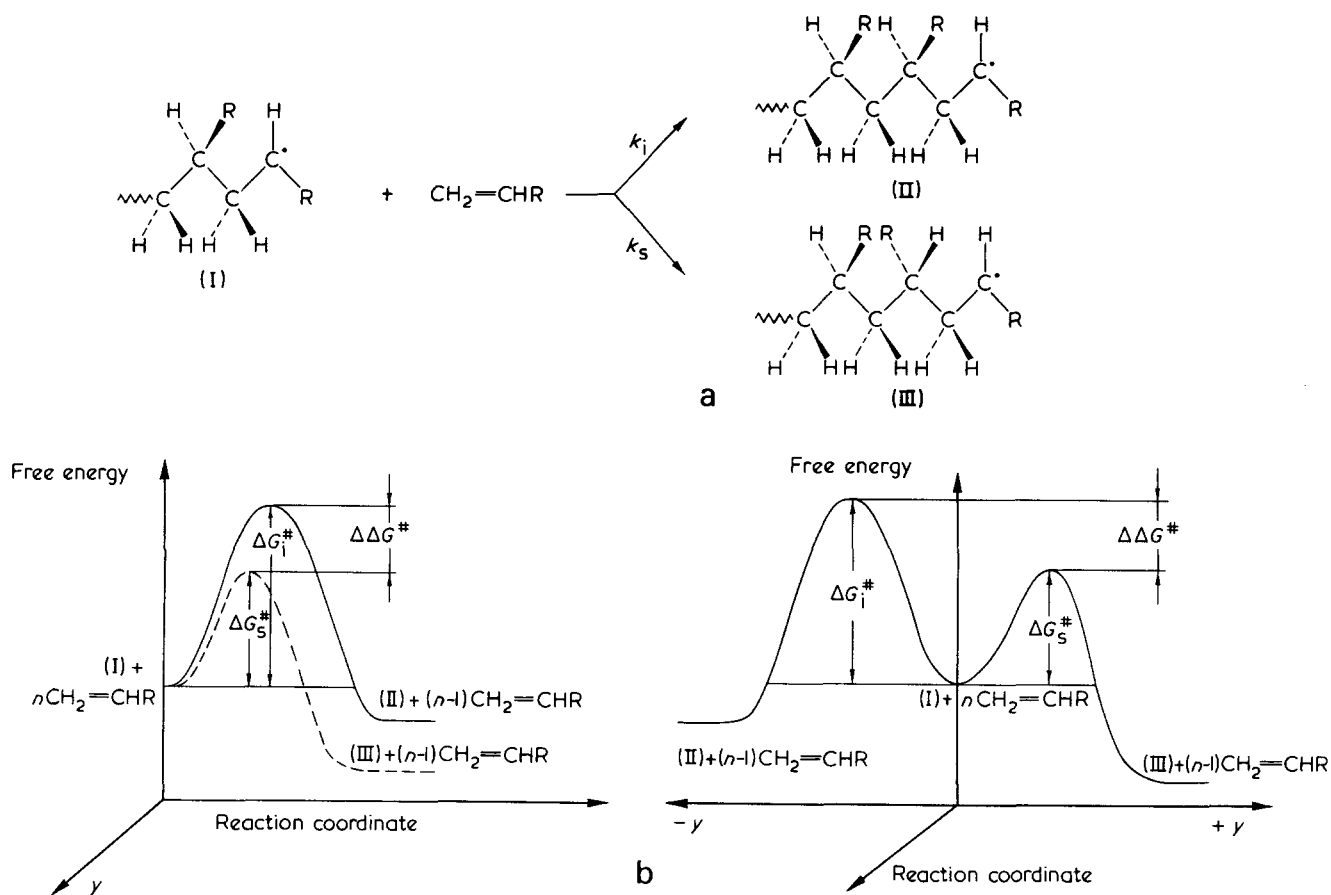 H R H
C C•
C C
R
H H H H
(I)
+
CH₂=CHR
kᵢ
kₛ
H R H R H
C C C•
C C C
R
H H H H H H
(II)
H R R H H
C C C•
C C C
R
H H H H H H
(III)
a
Free energy
ΔGᵢ#
ΔΔG#
ΔGₛ#
(I) +
nCH₂=CHR
(II) + (n-1)CH₂=CHR
(III)+(n-1)CH₂=CHR
Reaction coordinate
y
Free energy
ΔΔG#
ΔGᵢ#
ΔGₛ#
(I)+ nCH₂=CHR
(II)+(n-1)CH₂=CHR
(III)+(n-1)CH₂=CHR
-y
+y
Reaction coordinate
b